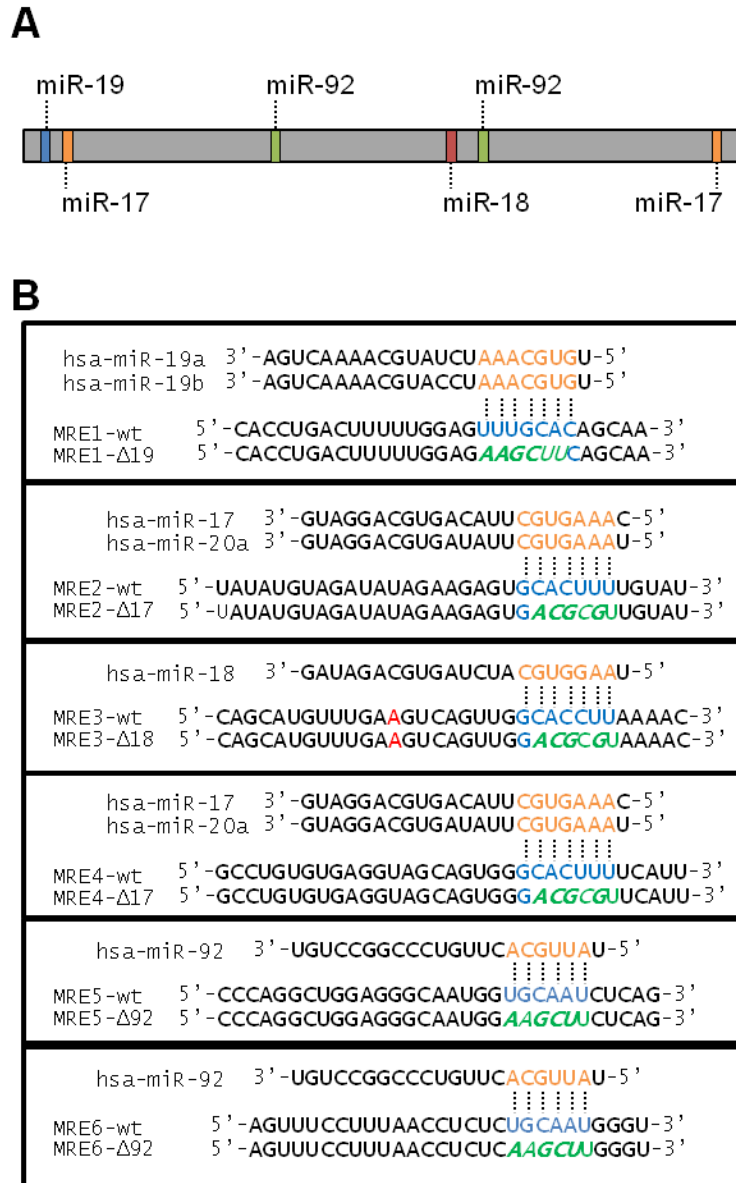 A
miR-19 miR-92 miR-92
miR-17 miR-18 miR-17
B
hsa-miR-19a 3’-AGUCAAAACGUAUCUAAACGUGU-5’
hsa-miR-19b 3’-AGUCAAAACGUACCUAAACGUGU-5’
MRE1-wt 5’-CACCUGACUUUUUGGAGUUUGCACAGCAA-3’
MRE1-Δ19 5’-CACCUGACUUUUUGGAGAAGCUUCAGCAA-3’
hsa-miR-17 3’-GUAGGACGUGACAUUCGUGAAAC-5’
hsa-miR-20a 3’-GUAGGACGUGAUAUUCGUGAAAU-5’
MRE2-wt 5’-UAUAUGUAGAUAUAGAAGAGUGCACUUUUGUAU-3’
MRE2-Δ17 5’-UAUAUGUAGAUAUAGAAGAGUGACGCGUUGUAU-3’
hsa-miR-18 3’-GAUAGACGUGAUCUA CGUGGAAU-5’
MRE3-wt 5’-CAGCAUGUUUGAAGUCAGUUGGCACCUUAAAAC-3’
MRE3-Δ18 5’-CAGCAUGUUUGAAGUCAGUUGGACGCGUAAAAC-3’
hsa-miR-17 3’-GUAGGACGUGACAUUCGUGAAAC-5’
hsa-miR-20a 3’-GUAGGACGUGAUAUUCGUGAAAU-5’
MRE4-wt 5’-GCCUGUGUGAGGUAGCAGUGGGCACUUUUCAUU-3’
MRE4-Δ17 5’-GCCUGUGUGAGGUAGCAGUGGGACGCGUUCAUU-3’
hsa-miR-92 3’-UGUCCGGCCCUGUUCACGUUAU-5’
MRE5-wt 5’-CCCAGGCUGGAGGGCAAUGGUGCAAUCUCAG-3’
MRE5-Δ92 5’-CCCAGGCUGGAGGGCAAUGGAAGCUUCUCAG-3’
hsa-miR-92 3’-UGUCCGGCCCUGUUCACGUUAU-5’
MRE6-wt 5’-AGUUUCCUUUAACCUCUCUGCAAUGGGU-3’
MRE6-Δ92 5’-AGUUUCCUUUAACCUCUCAAGCUUGGGU-3’